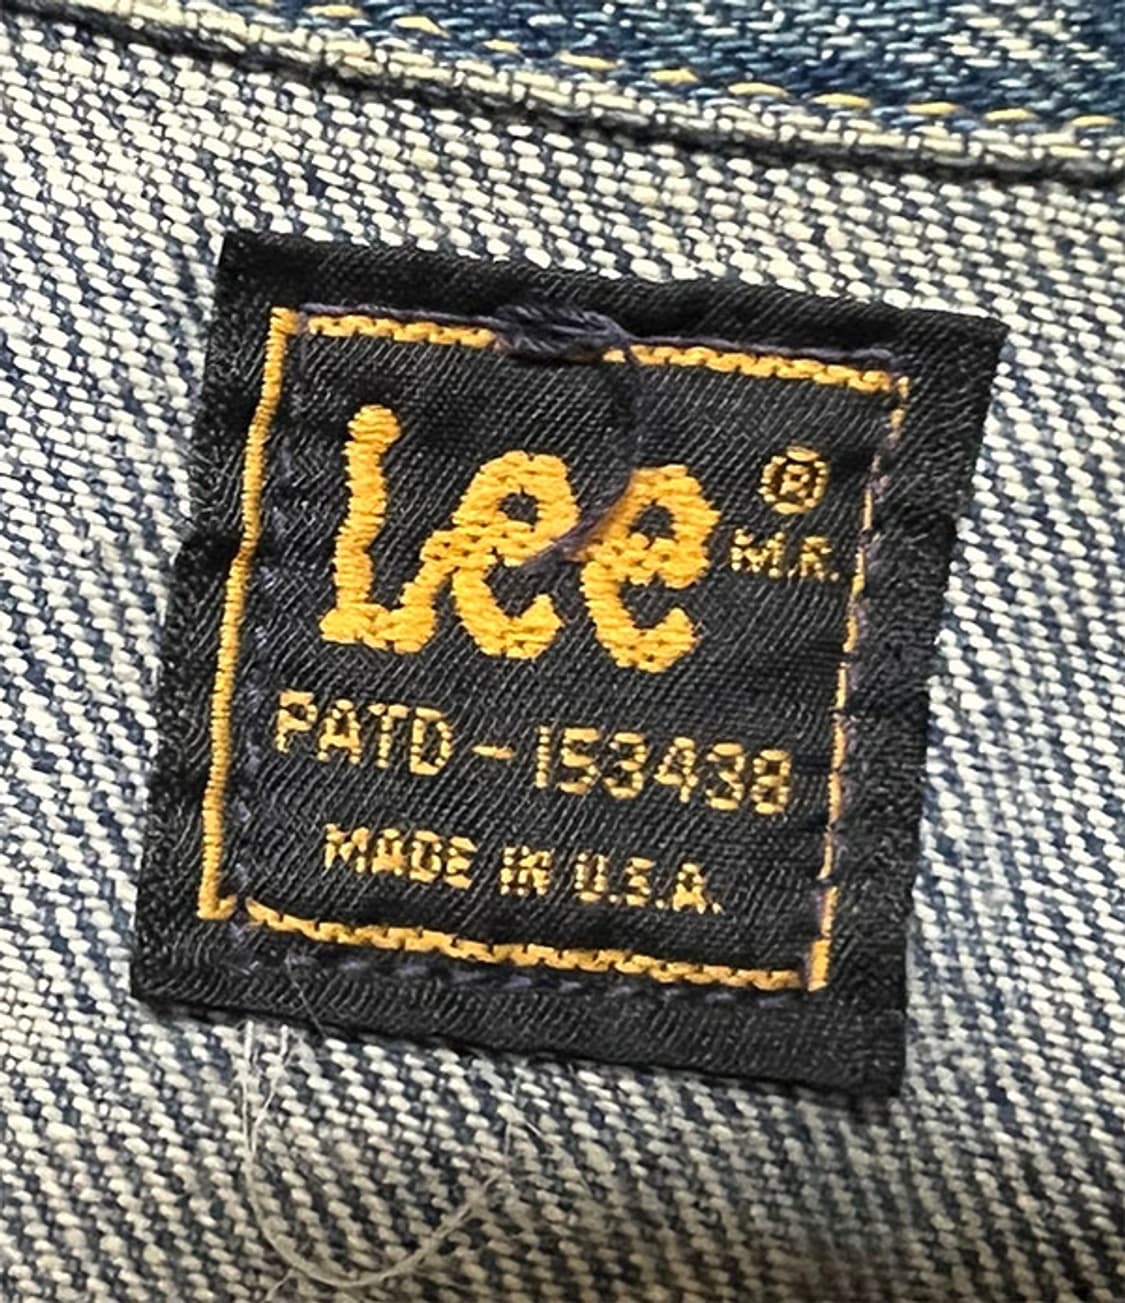 Lee ®
M.R.
PATD - 153438
MADE IN U.S.A.